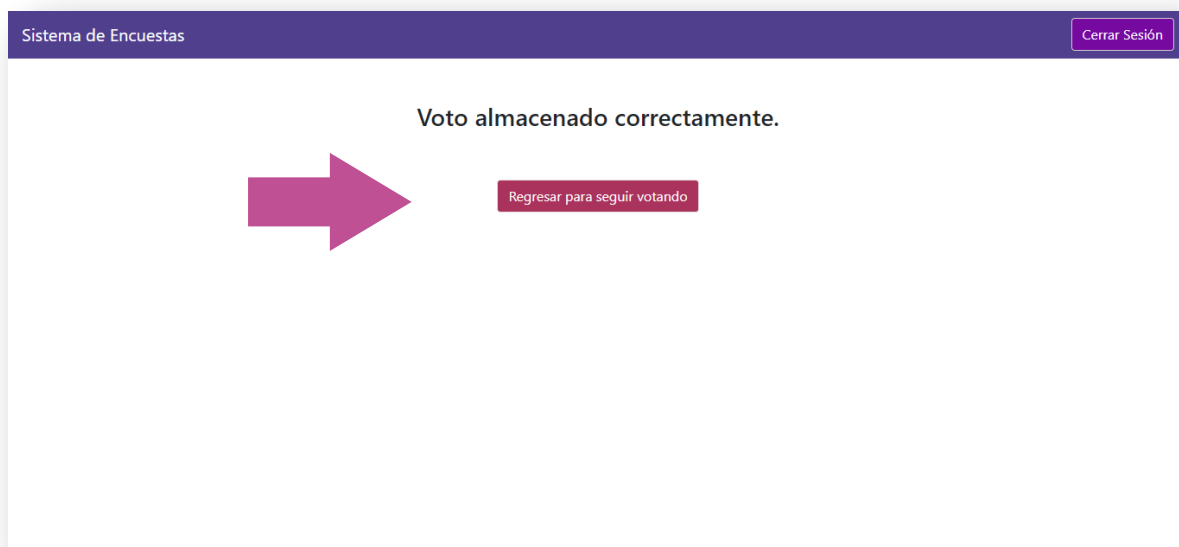 Sistema de Encuestas
Cerrar Sesión
Voto almacenado correctamente.
Regresar para seguir votando